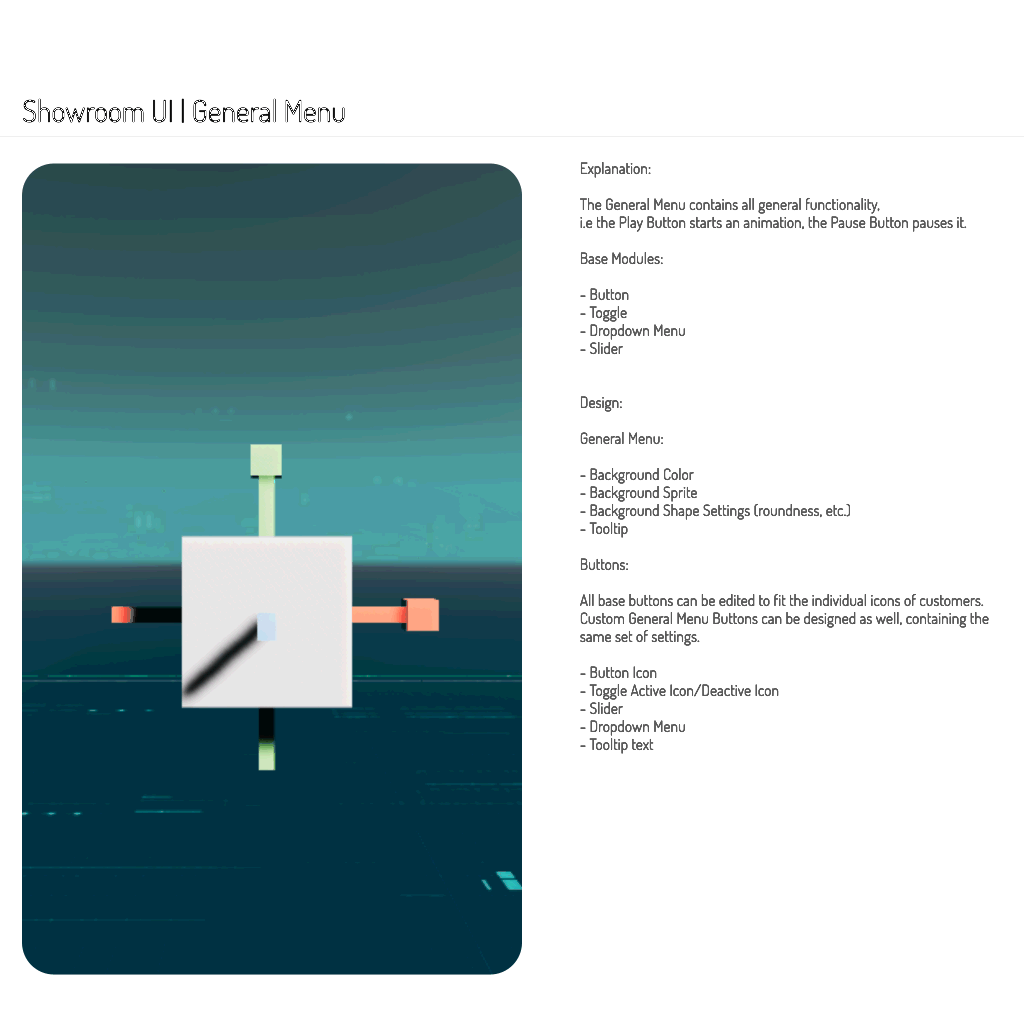 Showroom UI | General Menu
Explanation:
The General Menu contains all general functionality,
i.e the Play Button starts an animation, the Pause Button pauses it.
Base Modules:
- Button
- Toggle
- Dropdown Menu
- Slider
Design:
General Menu:
- Background Color
- Background Sprite
- Background Shape Settings (roundness, etc.)
- Tooltip
Buttons:
All base buttons can be edited to fit the individual icons of customers.
Custom General Menu Buttons can be designed as well, containing the
same set of settings.
- Button Icon
- Toggle Active Icon/Deactive Icon
- Slider
- Dropdown Menu
- Tooltip text